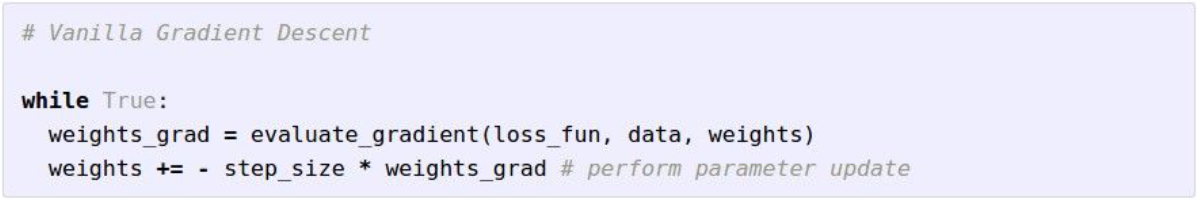 # Vanilla Gradient Descent
while True:
weights_grad = evaluate_gradient(loss_fun, data, weights)
weights += - step_size * weights_grad # perform parameter update